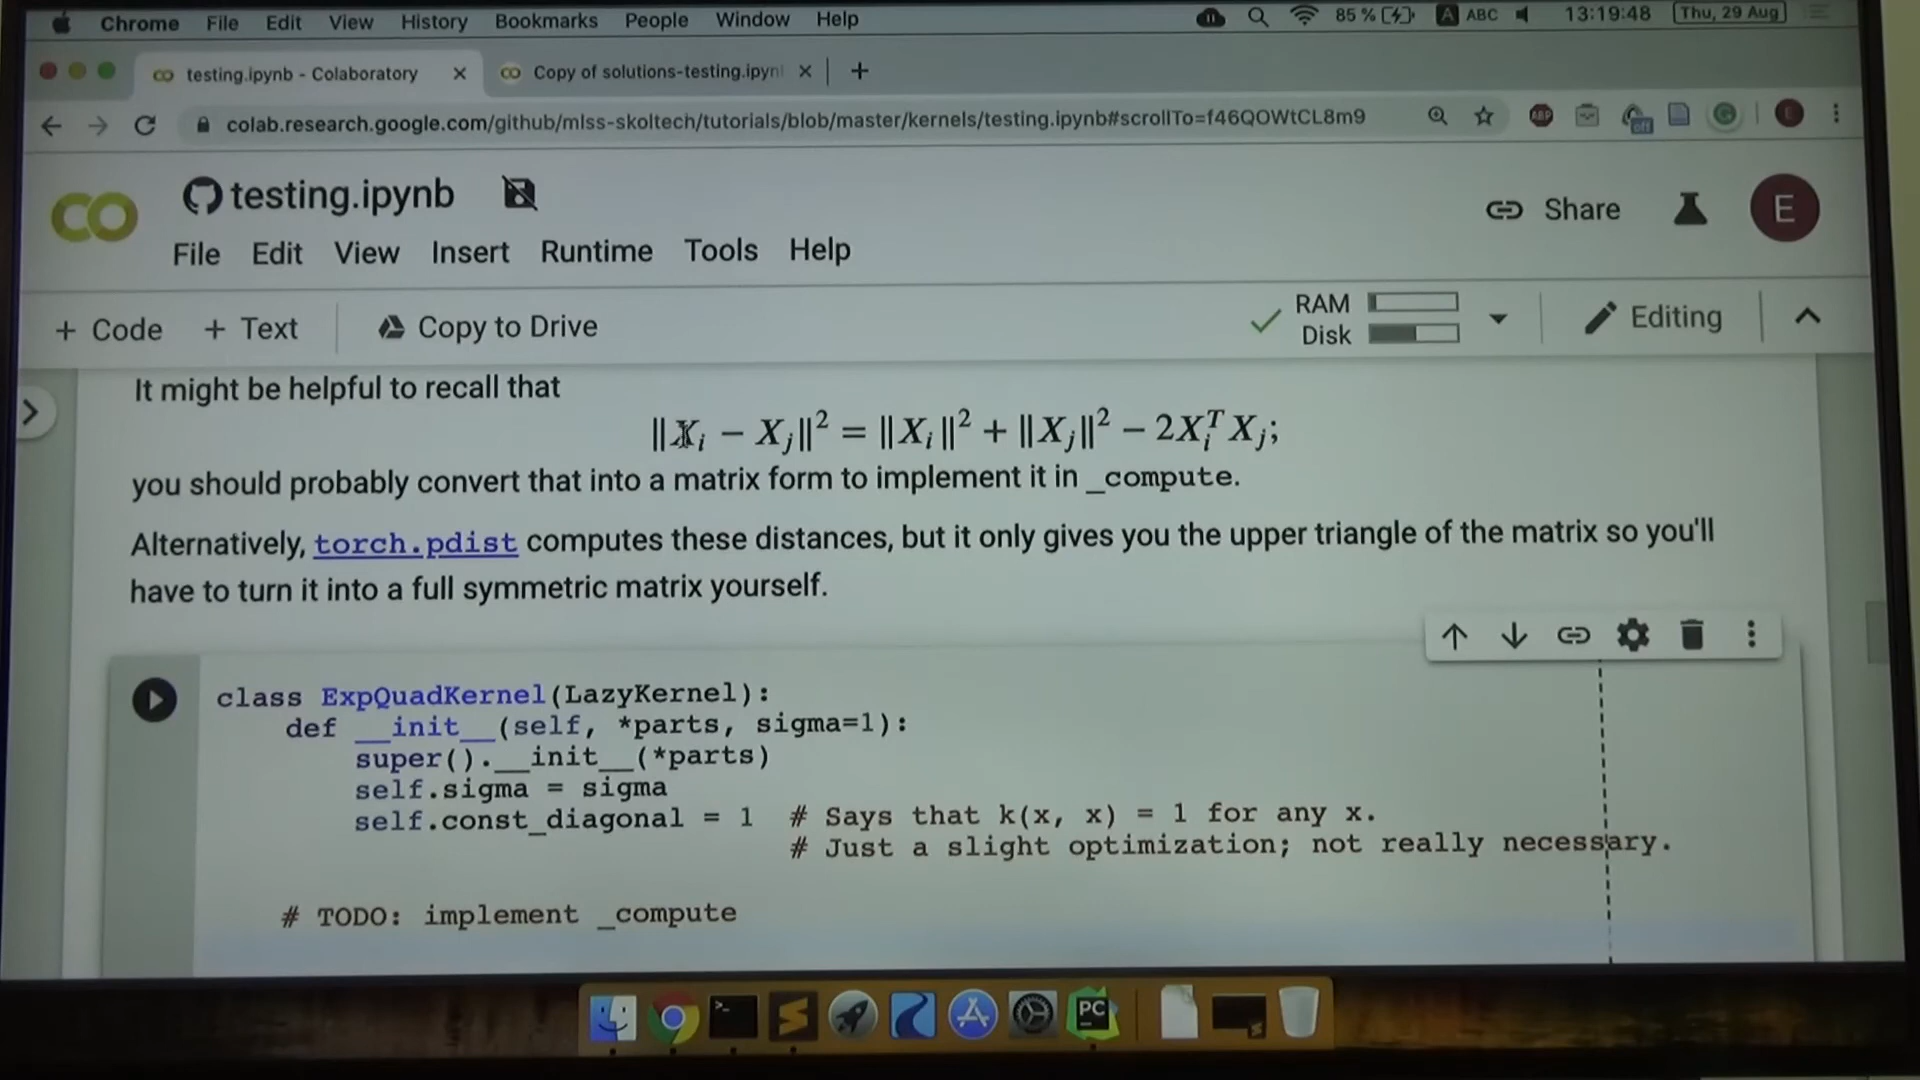 Chrome File Edit View History Bookmarks People Window Help 85 % A ABC 13:19:48 Thu, 29 Aug
testing.ipynb - Colaboratory × Copy of solutions-testing.ipyn × +
colab.research.google.com/github/mlss-skoltech/tutorials/blob/master/kernels/testing.ipynb#scrollTo=f46QOWtCL8m9 ABP off E
CO testing.ipynb Share E
File Edit View Insert Runtime Tools Help
+ Code + Text Copy to Drive RAM Disk Editing
It might be helpful to recall that
‖X_i − X_j‖² = ‖X_i‖² + ‖X_j‖² − 2X_i^T X_j;
you should probably convert that into a matrix form to implement it in _compute.
Alternatively, torch.pdist computes these distances, but it only gives you the upper triangle of the matrix so you'll
have to turn it into a full symmetric matrix yourself.
class ExpQuadKernel(LazyKernel):
def __init__(self, *parts, sigma=1):
super().__init__(*parts)
self.sigma = sigma
self.const_diagonal = 1 # Says that k(x, x) = 1 for any x.
# Just a slight optimization; not really necessary.
# TODO: implement _compute
PC